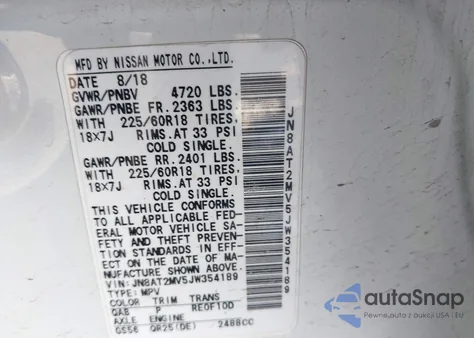 MFD BY NISSAN MOTOR CO.,LTD.
DATE 8/18
GVWR/PNBV 4720 LBS.
GAWR/PNBE FR. 2363 LBS.
WITH 225/60R18 TIRES.
18X7J RIMS.AT 33 PSI
COLD SINGLE.
GAWR/PNBE RR. 2401 LBS.
WITH 225/60R18 TIRES.
18X7J RIMS.AT 33 PSI
COLD SINGLE.
THIS VEHICLE CONFORMS
TO ALL APPLICABLE FED-
ERAL MOTOR VEHICLE SA-
FETY AND THEFT PREVEN-
TION STANDARDS IN EFF-
ECT ON THE DATE OF MA-
NUFACTURE SHOWN ABOVE.
VIN:JN8AT2MV5JW354189
TYPE:MPV
COLOR TRIM TRANS
QAB P RE0F10D
AXLE ENGINE
GS58 QR25(DE) 2488CC
JN8AT2MV5JW354189
autoSnap
Pewne auto z USA / EU